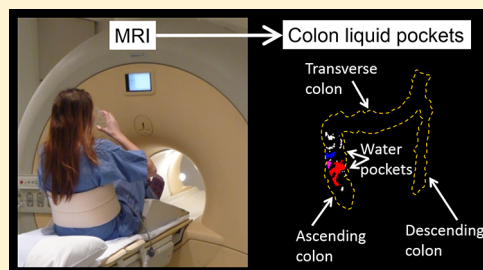 MRI
Colon liquid pockets
Transverse
colon
Water
pockets
Ascending
colon
Descending
colon